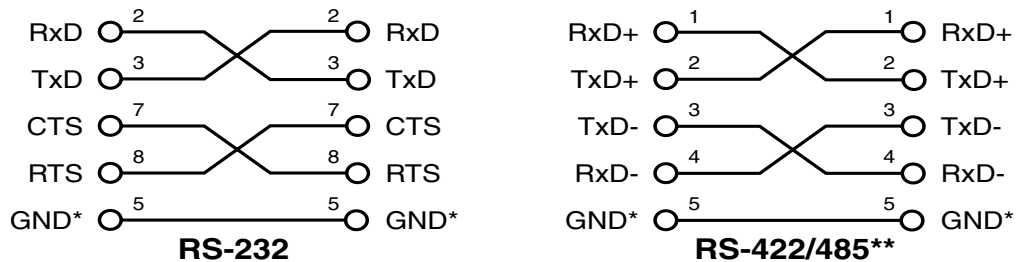 RxD 2 2 RxD
TxD 3 3 TxD
CTS 7 7 CTS
RTS 8 8 RTS
GND* 5 5 GND*
RS-232
RxD+ 1 1 RxD+
TxD+ 2 2 TxD+
TxD- 3 3 TxD-
RxD- 4 4 RxD-
GND* 5 5 GND*
RS-422/485**